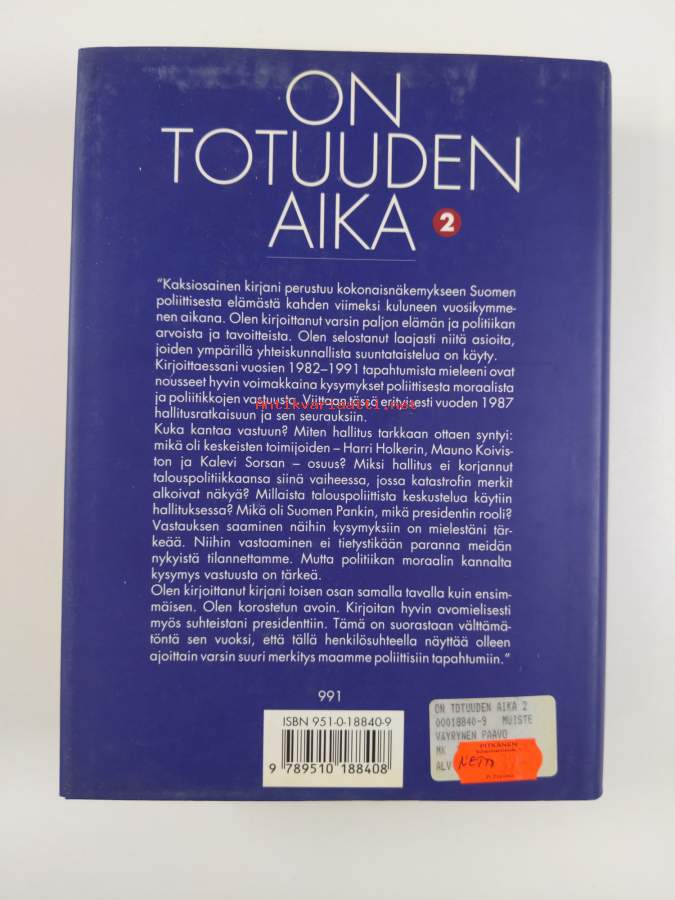 ON
TOTUUDEN
AIKA 2
"Kaksiosainen kirjani perustuu kokonaisnäkemykseen Suomen
poliittisesta elämästä kahden viimeksi kuluneen vuosikymme-
nen aikana. Olen kirjoittanut varsin paljon elämän ja politiikan
arvoista ja tavoitteista. Olen selostanut laajasti niitä asioita,
joiden ympärillä yhteiskunnallista suuntataistelua on käyty.
Kirjoittaessani vuosien 1982–1991 tapahtumista mieleeni ovat
nousseet hyvin voimakkaina kysymykset poliittisesta moraalista
ja poliitikkojen vastuusta. Viittaan tässä erityisesti vuoden 1987
Antikvariaatti.net
hallitusratkaisuun ja sen seurauksiin.
Kuka kantaa vastuun? Miten hallitus tarkkaan ottaen syntyi:
mikä oli keskeisten toimijoiden – Harri Holkerin, Mauno Koivis-
ton ja Kalevi Sorsan – osuus? Miksi hallitus ei korjannut
talouspolitiikkaansa siinä vaiheessa, jossa katastrofin merkit
alkoivat näkyä? Millaista talouspoliittista keskustelua käytiin
hallituksessa? Mikä oli Suomen Pankin, mikä presidentin rooli?
Vastauksen saaminen näihin kysymyksiin on mielestäni tär-
keää. Niihin vastaaminen ei tietystikään paranna meidän
nykyistä tilannettamme. Mutta politiikan moraalin kannalta
kysymys vastuusta on tärkeä.
Olen kirjoittanut kirjani toisen osan samalla tavalla kuin ensim-
mäisen. Olen korostetun avoin. Kirjoitan hyvin avomielisesti
myös suhteistani presidenttiin. Tämä on suorastaan välttämä-
töntä sen vuoksi, että tällä henkilösuhteella näyttää olleen
ajoittain varsin suuri merkitys maamme poliittisiin tapahtumiin."
991
ISBN 951-0-18840-9
9 789510 188408
ON TOTUUDEN AIKA 2
00018840-9 MUISTE
VÄYRYNEN PAAVO
MK
ALV
PITKÄNEN
NETTI